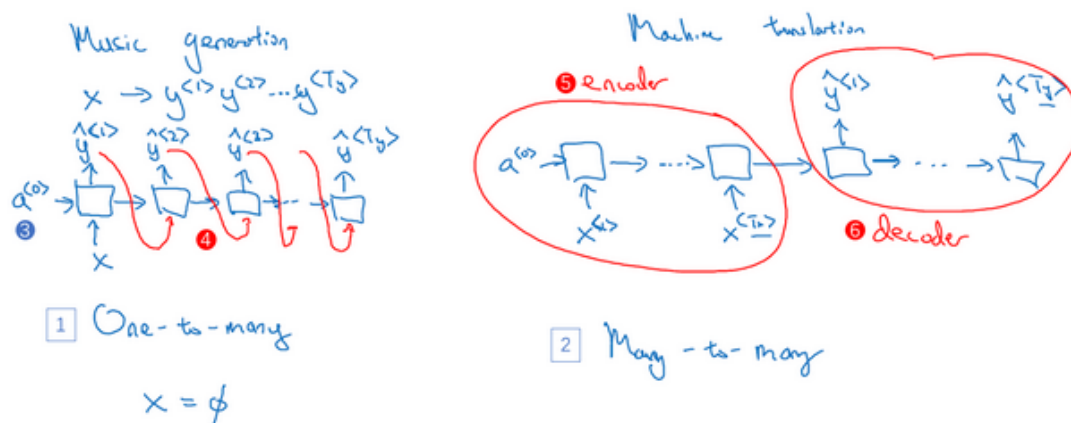 Music generation
x → y<1> y<2> ... y<Ty>
ŷ<1> ŷ<2> ŷ<3> ŷ<Ty>
a<0> ...
3 4
x
1 One-to-many
x = ϕ
Machine translartion
5 encoder
ŷ<1> ŷ<Ty>
a<0> ..... ...
x<1> x<Tx>
6 decoder
2 Many-to-many